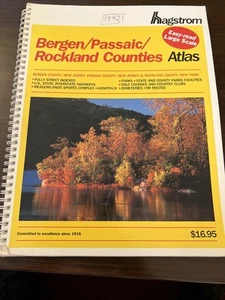 1992
hagstrom
Easy-read
Large Scale
Bergen/Passaic/
Rockland Counties Atlas
BERGEN COUNTY, NEW JERSEY; PASSAIC COUNTY, NEW JERSEY & ROCKLAND COUNTY, NEW YORK
• FULLY STREET INDEXED
• U.S., STATE, INTERSTATE HIGHWAYS
• MEADOWLANDS SPORTS COMPLEX • HOSPITALS
• PARKS • STATE AND COUNTY PARKS FACILITIES
• GOLF COURSES AND COUNTRY CLUBS
• CEMETERIES • RR ROUTES
Committed to excellence since 1916
$16.95